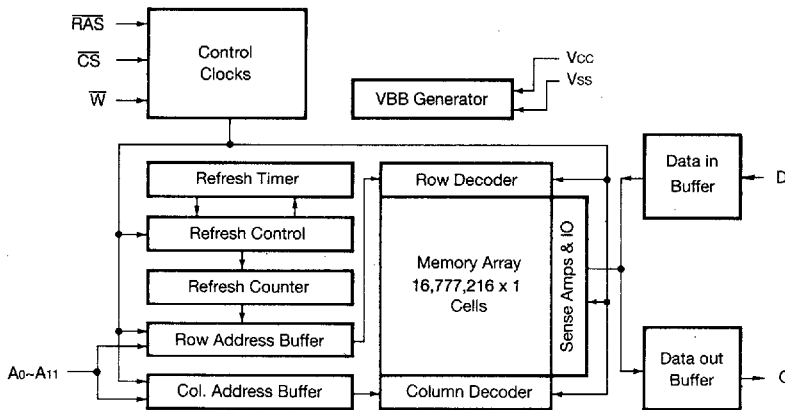 R̅A̅S̅
C̅S̅
W̅
Control
Clocks
Vcc
Vss
VBB Generator
Refresh Timer
Refresh Control
Refresh Counter
Row Address Buffer
Col. Address Buffer
A0~A11
Row Decoder
Memory Array
16,777,216 x 1
Cells
Sense Amps & IO
Column Decoder
Data in
Buffer
Data out
Buffer